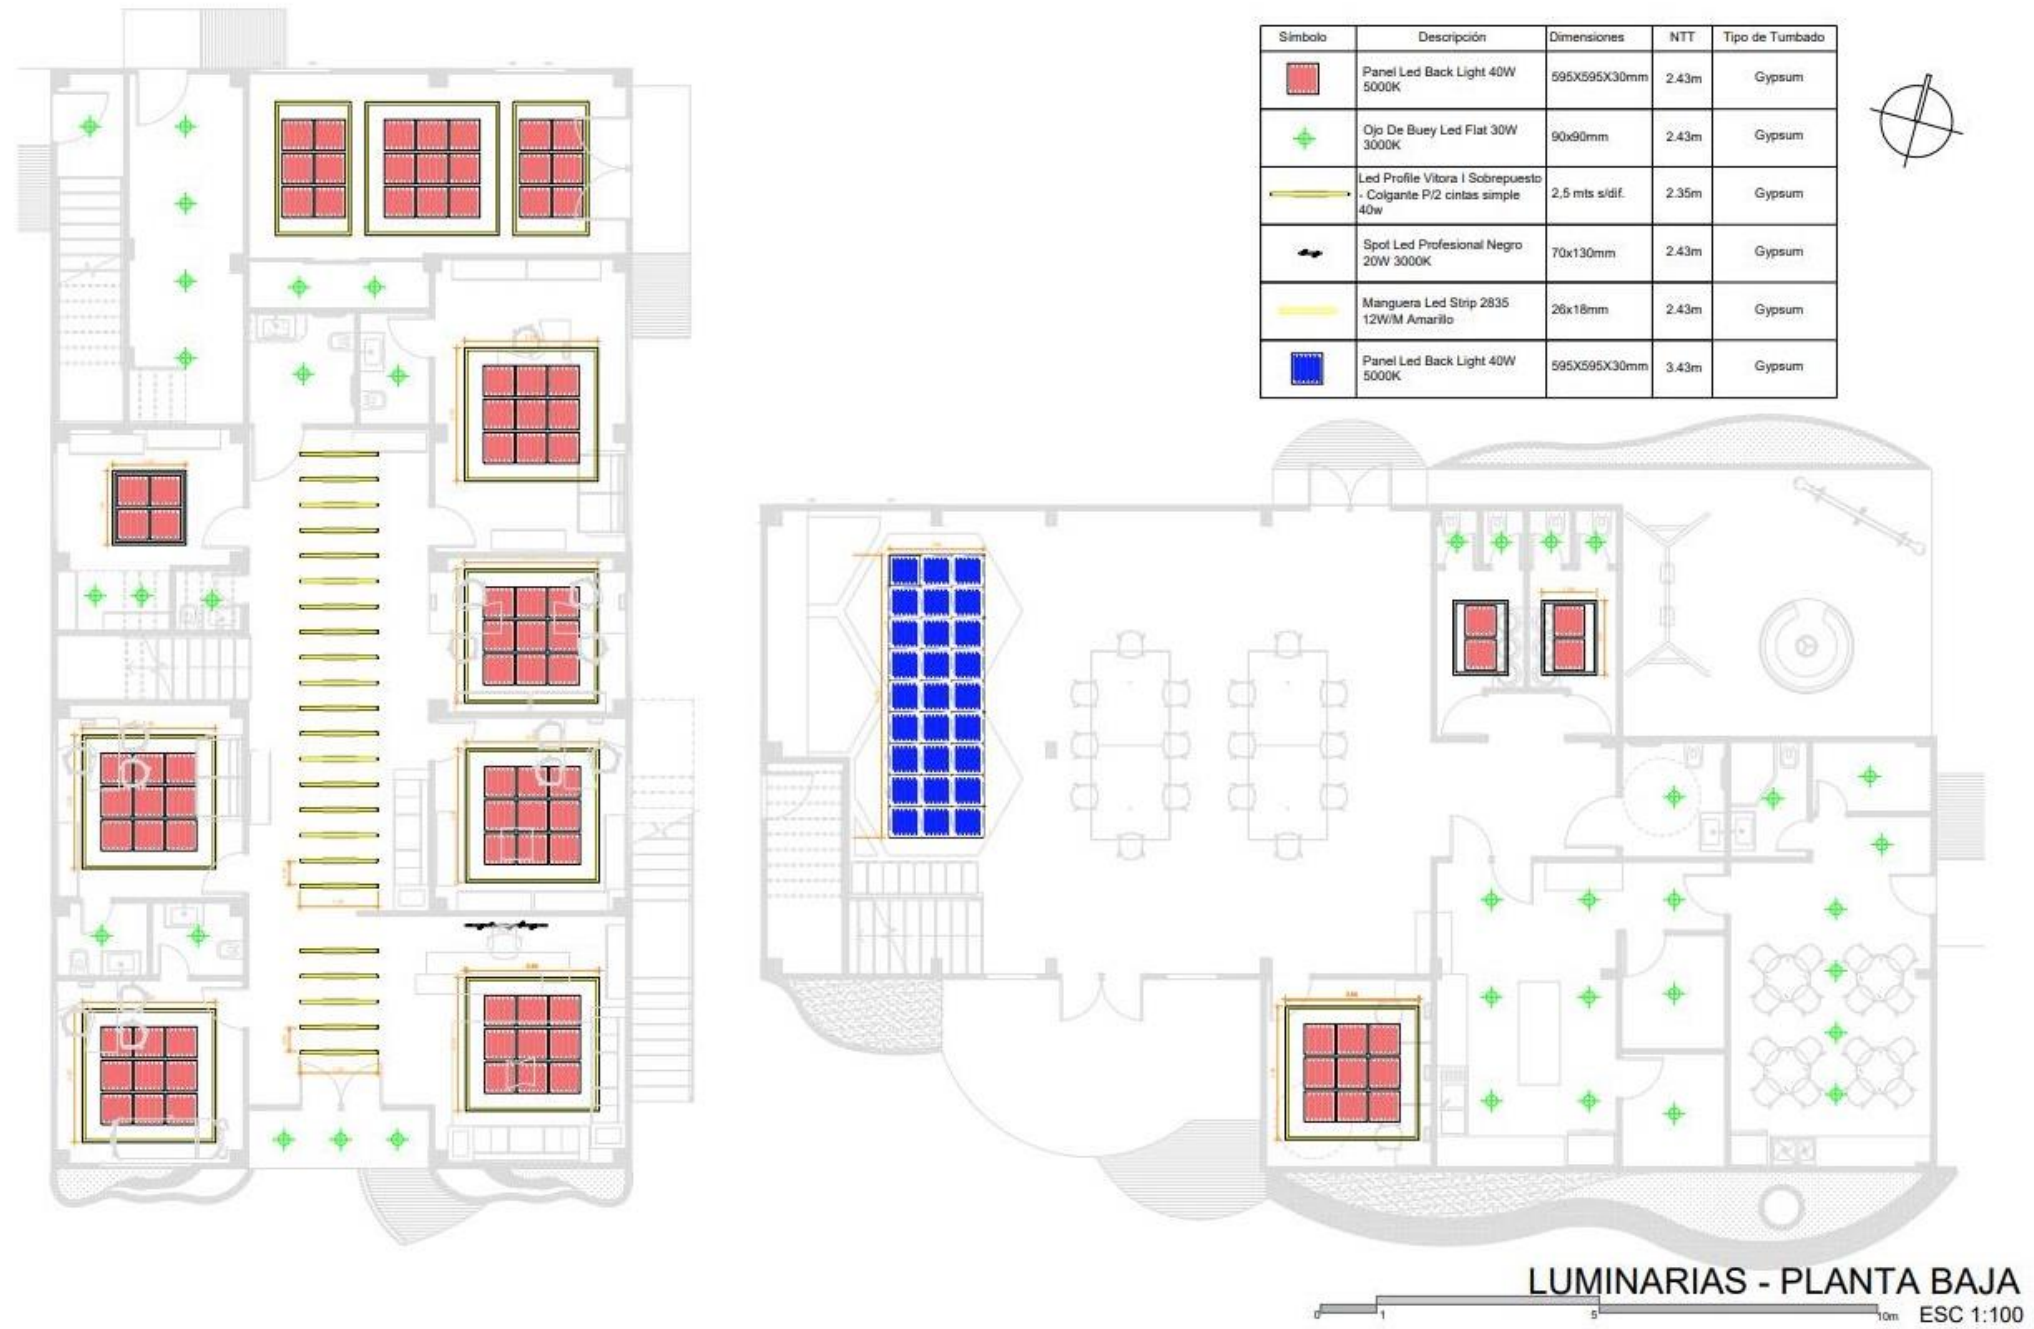 Símbolo Descripción Dimensiones NTT Tipo de Tumbado
Panel Led Back Light 40W
5000K
595X595X30mm 2.43m Gypsum
Ojo De Buey Led Flat 30W
3000K
90x90mm 2.43m Gypsum
Led Profile Vitora I Sobrepuesto
- Colgante P/2 cintas simple
40w
2,5 mts s/dif. 2.35m Gypsum
Spot Led Profesional Negro
20W 3000K
70x130mm 2.43m Gypsum
Manguera Led Strip 2835
12W/M Amarillo
26x18mm 2.43m Gypsum
Panel Led Back Light 40W
5000K
595X595X30mm 3.43m Gypsum
LUMINARIAS - PLANTA BAJA
0 1 5 10m ESC 1:100